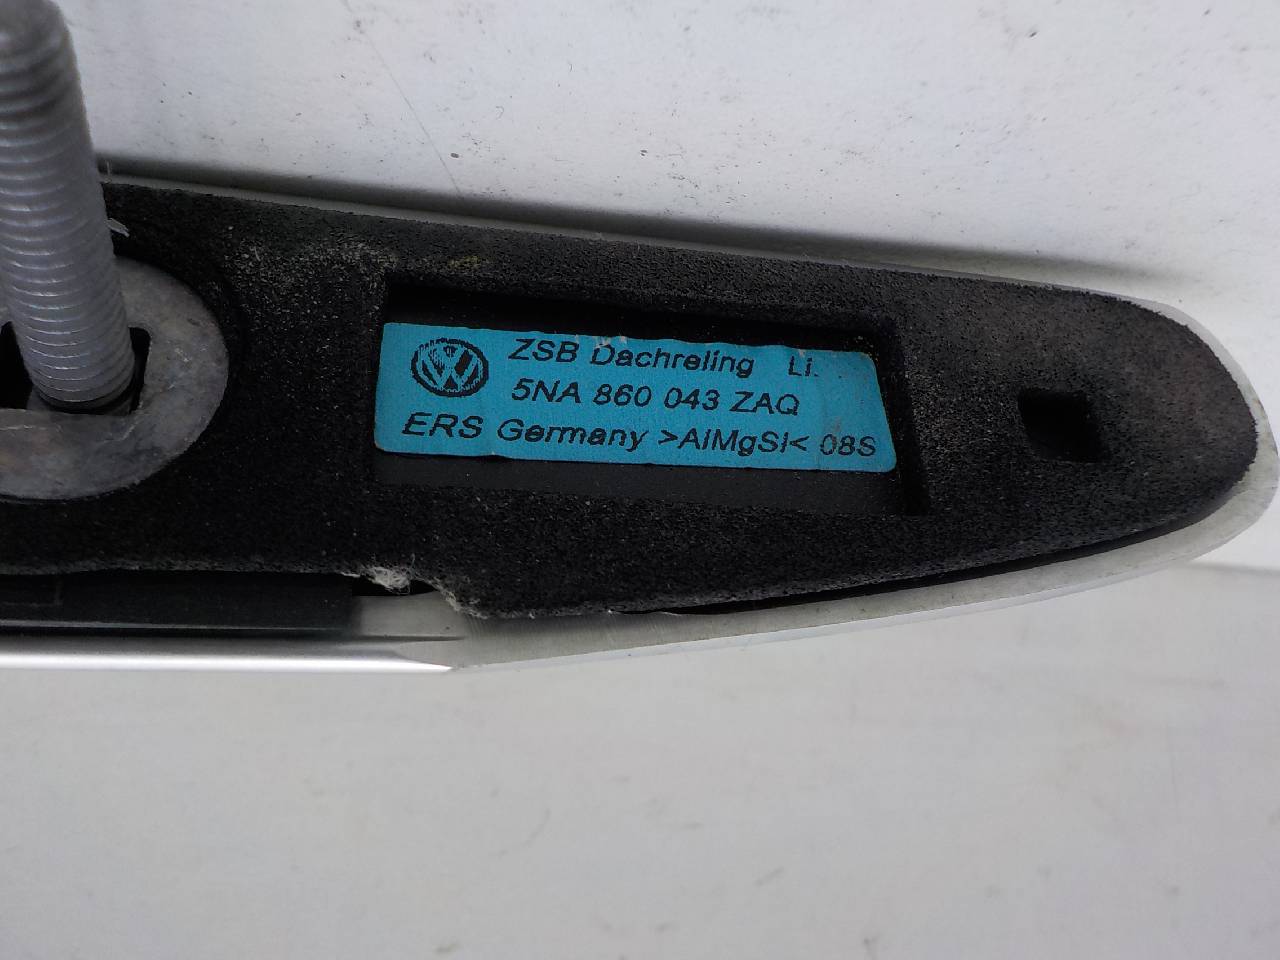 ZSB Dachreling LI.
5NA 860 043 ZAQ
ERS Germany >AlMgSI< 08S